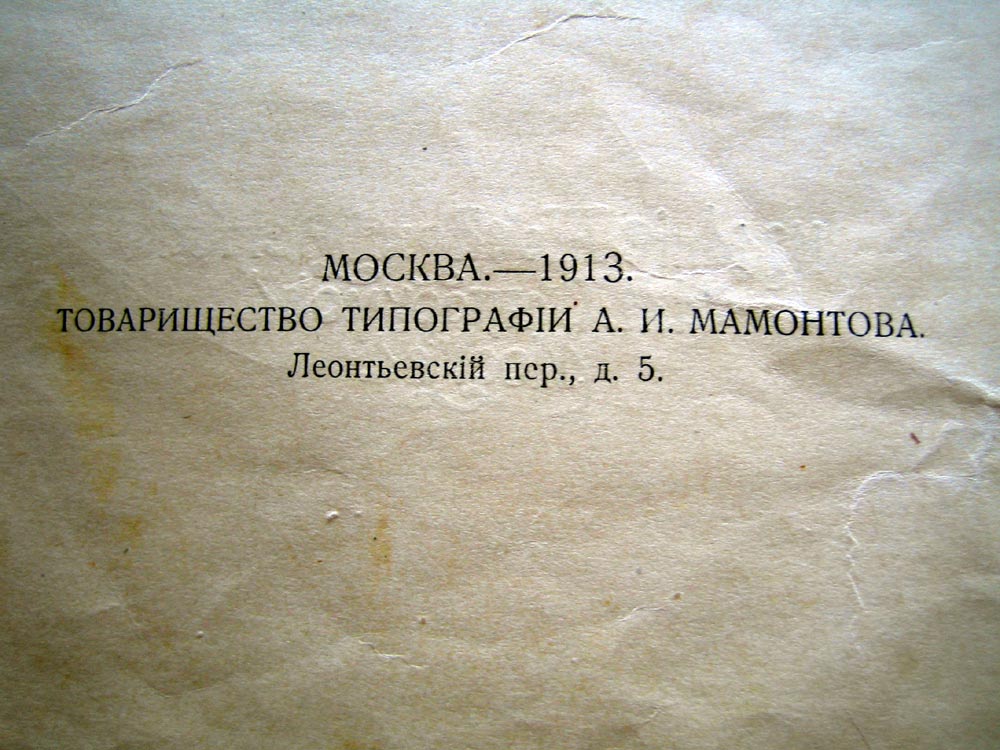 МОСКВА.—1913.
ТОВАРИЩЕСТВО ТИПОГРАФІИ А. И. МАМОНТОВА.
Леонтьевскій пер., д. 5.